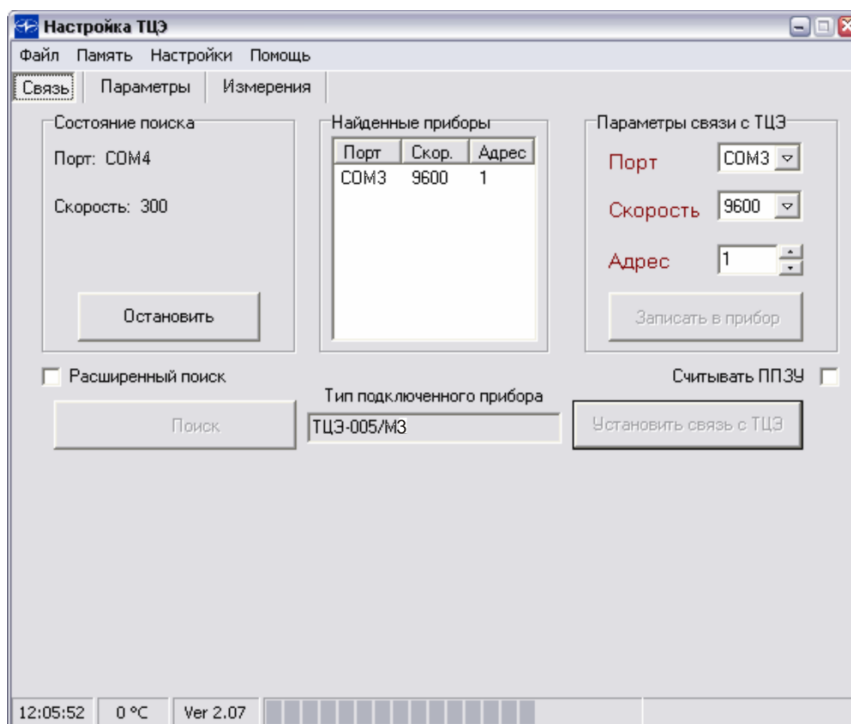 Настройка ТЦЭ
Файл Память Настройки Помощь
Связь Параметры Измерения
Состояние поиска
Порт: COM4
Скорость: 300
Остановить
Найденные приборы
Порт Скор. Адрес
COM3 9600 1
Параметры связи с ТЦЭ
Порт COM3
Скорость 9600
Адрес 1
Записать в прибор
Расширенный поиск
Считывать ППЗУ
Поиск
Тип подключенного прибора
ТЦЭ-005/М3
Установить связь с ТЦЭ
12:05:52 0 °C Ver 2.07